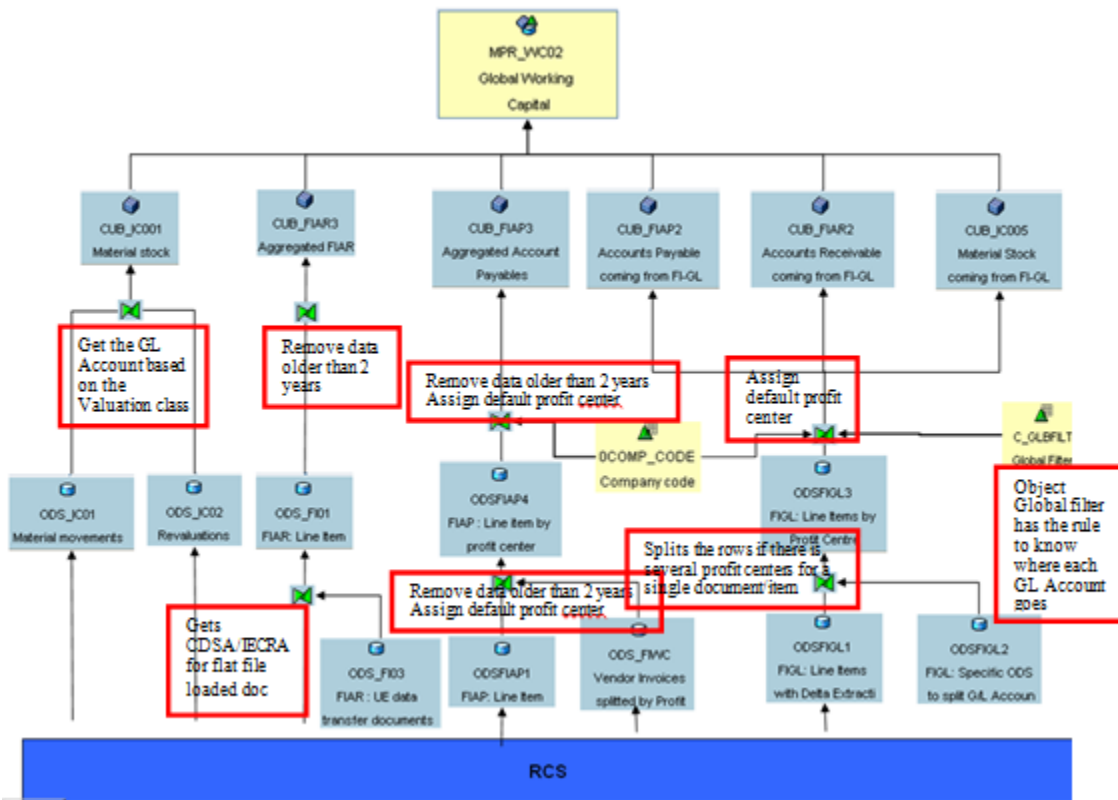 MPR_WC02
Global Working
Capital
CUB_IC001
Material stock
CUB_FIAR3
Aggregated FIAR
CUB_FIAP3
Aggregated Account
Payables
CUB_FIAP2
Accounts Payable
coming from FI-GL
CUB_FIAR2
Accounts Receivable
coming from FI-GL
CUB_IC005
Material Stock
coming from FI-GL
Get the GL
Account based
on the
Valuation class
Remove data
older than 2
years
Remove data older than 2 years
Assign default profit center
Assign
default profit
center
0COMP_CODE
Company code
C_GLBFILT
Global Filter
Object
Global filter
has the rule
to know
where each
GL Account
goes
ODS_IC01
Material movements
ODS_IC02
Revaluations
ODS_FI01
FIAR: Line Item
ODSFIAP4
FIAP : Line item by
profit center
ODSFIGL3
FIGL: Line Items by
Profit Centre
Splits the rows if there is
several profit centers for a
single document/item
Remove data older than 2 years
Assign default profit center
Gets
CDSA/IECRA
for flat file
loaded doc
ODS_FI03
FIAR : UE data
transfer documents
ODSFIAP1
FIAP: Line Item
ODS_FIWC
Vendor Invoices
splitted by Profit
ODSFIGL1
FIGL: Line Items
with Delta Extracti
ODSFIGL2
FIGL: Specific ODS
to split G/L Accoun
RCS